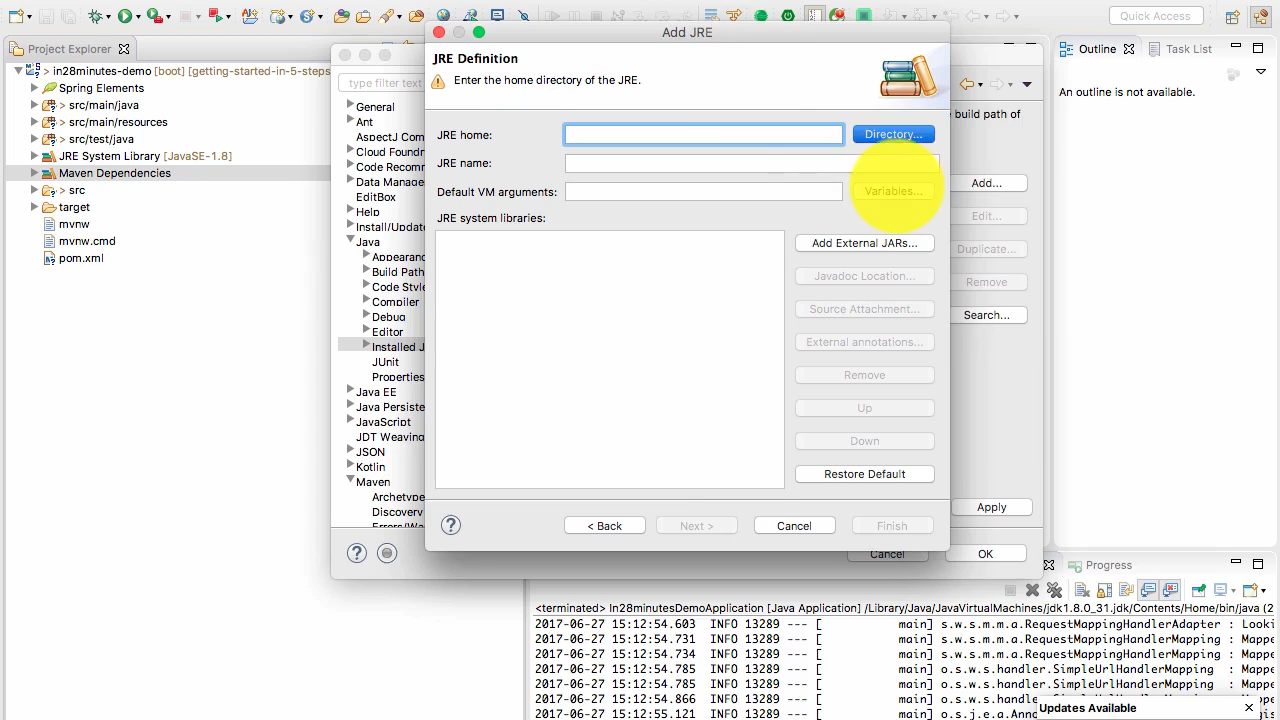 Quick Access
Project Explorer
in28minutes-demo [boot] [getting-started-in-5-steps
Spring Elements
> src/main/java
> src/main/resources
> src/test/java
JRE System Library [JavaSE-1.8]
Maven Dependencies
> src
target
mvnw
mvnw.cmd
pom.xml
type filter text
General
Ant
AspectJ Com
Cloud Found
Code Recom
Data Manage
EditBox
Help
Install/Update
Java
Appearanc
Build Path
Code Style
Compiler
Debug
Editor
Installed J
JUnit
Properties
Java EE
Java Persiste
JavaScript
JDT Weaving
JSON
Kotlin
Maven
Archetype
Discovery
Errors/W
Add JRE
JRE Definition
Enter the home directory of the JRE.
JRE home:
Directory...
JRE name:
Default VM arguments:
Variables...
JRE system libraries:
Add External JARs...
Javadoc Location...
Source Attachment...
External annotations...
Remove
Up
Down
Restore Default
< Back
Next >
Cancel
Finish
e build path of
Add...
Edit...
Duplicate...
Remove
Search...
Apply
Cancel
OK
Outline
Task List
An outline is not available.
Progress
<terminated> In28minutesDemoApplication [Java Application] /Library/Java/JavaVirtualMachines/jdk1.8.0_31.jdk/Contents/Home/bin/java (2
2017-06-27 15:12:54.603 INFO 13289 --- [ main] s.w.s.m.m.a.RequestMappingHandlerAdapter : Looki
2017-06-27 15:12:54.731 INFO 13289 --- [ main] s.w.s.m.m.a.RequestMappingHandlerMapping : Mappe
2017-06-27 15:12:54.734 INFO 13289 --- [ main] s.w.s.m.m.a.RequestMappingHandlerMapping : Mappe
2017-06-27 15:12:54.785 INFO 13289 --- [ main] o.s.w.s.handler.SimpleUrlHandlerMapping : Mappe
2017-06-27 15:12:54.785 INFO 13289 --- [ main] o.s.w.s.handler.SimpleUrlHandlerMapping : Mappe
2017-06-27 15:12:54.866 INFO 13289 --- [ main] o.s.w.s.handler
2017-06-27 15:12:55.121 INFO 13289 --- [ main] o.s.j.e.a.Anno
Updates Available